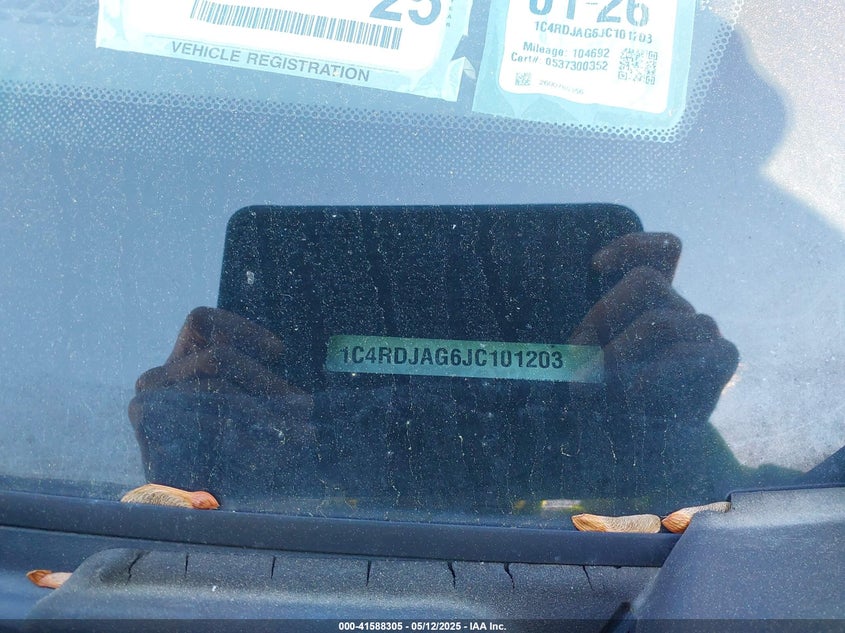 25
VEHICLE REGISTRATION
01-26
1C4RDJAG6JC101203
Mileage: 104692
Cert# 0537300352
1C4RDJAG6JC101203
000-41588305 - 05/12/2025 - IAA Inc.